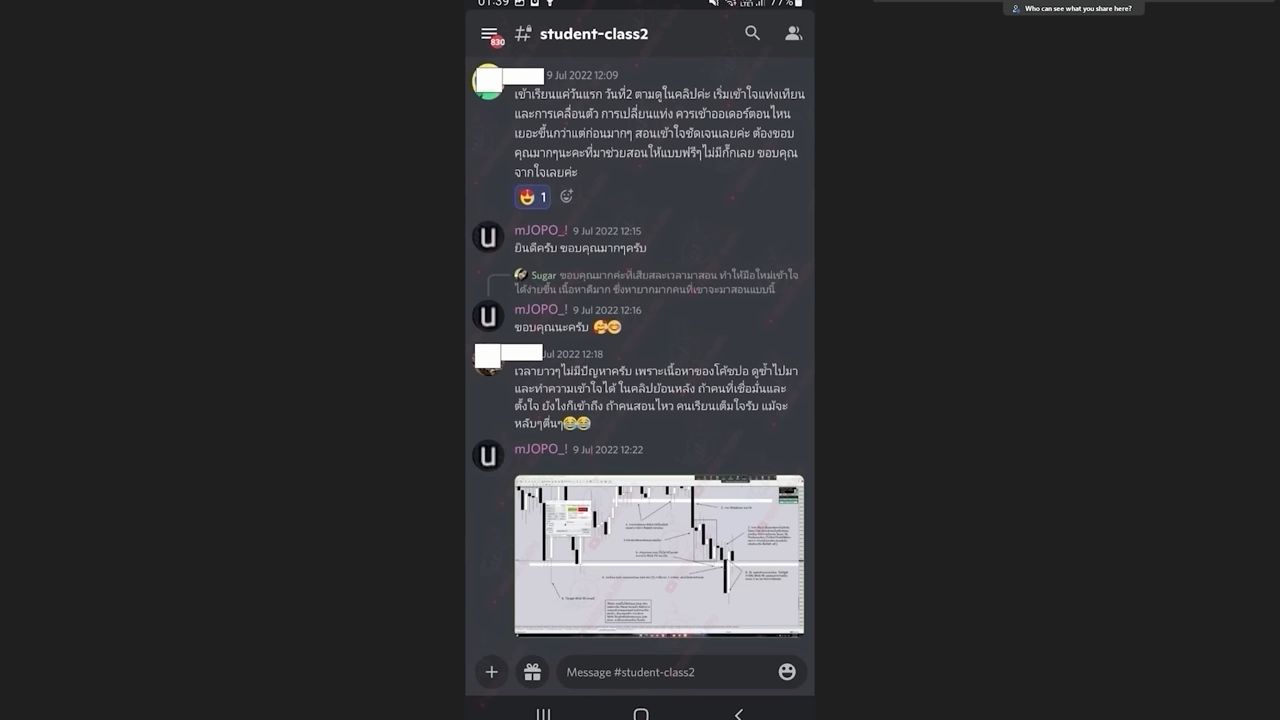 01:39
77%
Who can see what you share here?
830
student-class2
9 Jul 2022 12:09
เข้าเรียนแค่วันแรก วันที่2 ตามดูในคลิปค่ะ เริ่มเข้าใจแท่งเทียน
และการเคลื่อนตัว การเปลี่ยนแท่ง ควรเข้าออเดอร์ตอนไหน
เยอะขึ้นกว่าแต่ก่อนมากๆ สอนเข้าใจชัดเจนเลยค่ะ ต้องขอบ
คุณมากๆนะคะที่มาช่วยสอนให้แบบฟรีๆไม่มีกั๊กเลย ขอบคุณ
จากใจเลยค่ะ
1
mJOPO_! 9 Jul 2022 12:15
ยินดีครับ ขอบคุณมากๆครับ
Sugar ขอบคุณมากค่ะที่เสียสละเวลามาสอน ทำให้มือใหม่เข้าใจ
ได้ง่ายขึ้น เนื้อหาดีมาก ซึ่งหายากมากคนที่เขาจะมาสอนแบบนี้
mJOPO_! 9 Jul 2022 12:16
ขอบคุณนะครับ 🥰😊
Jul 2022 12:18
เวลายาวๆไม่มีปัญหาครับ เพราะเนื้อหาของโค้ชปอ ดูซ้ำไปมา
และทำความเข้าใจได้ ในคลิปย้อนหลัง ถ้าคนที่เชื่อมั่นและ
ตั้งใจ ยังไงก็เข้าถึง ถ้าคนสอนไหว คนเรียนเต็มใจรับ แม้จะ
หลับๆตื่นๆ😂😂
mJOPO_! 9 Jul 2022 12:22
Message #student-class2